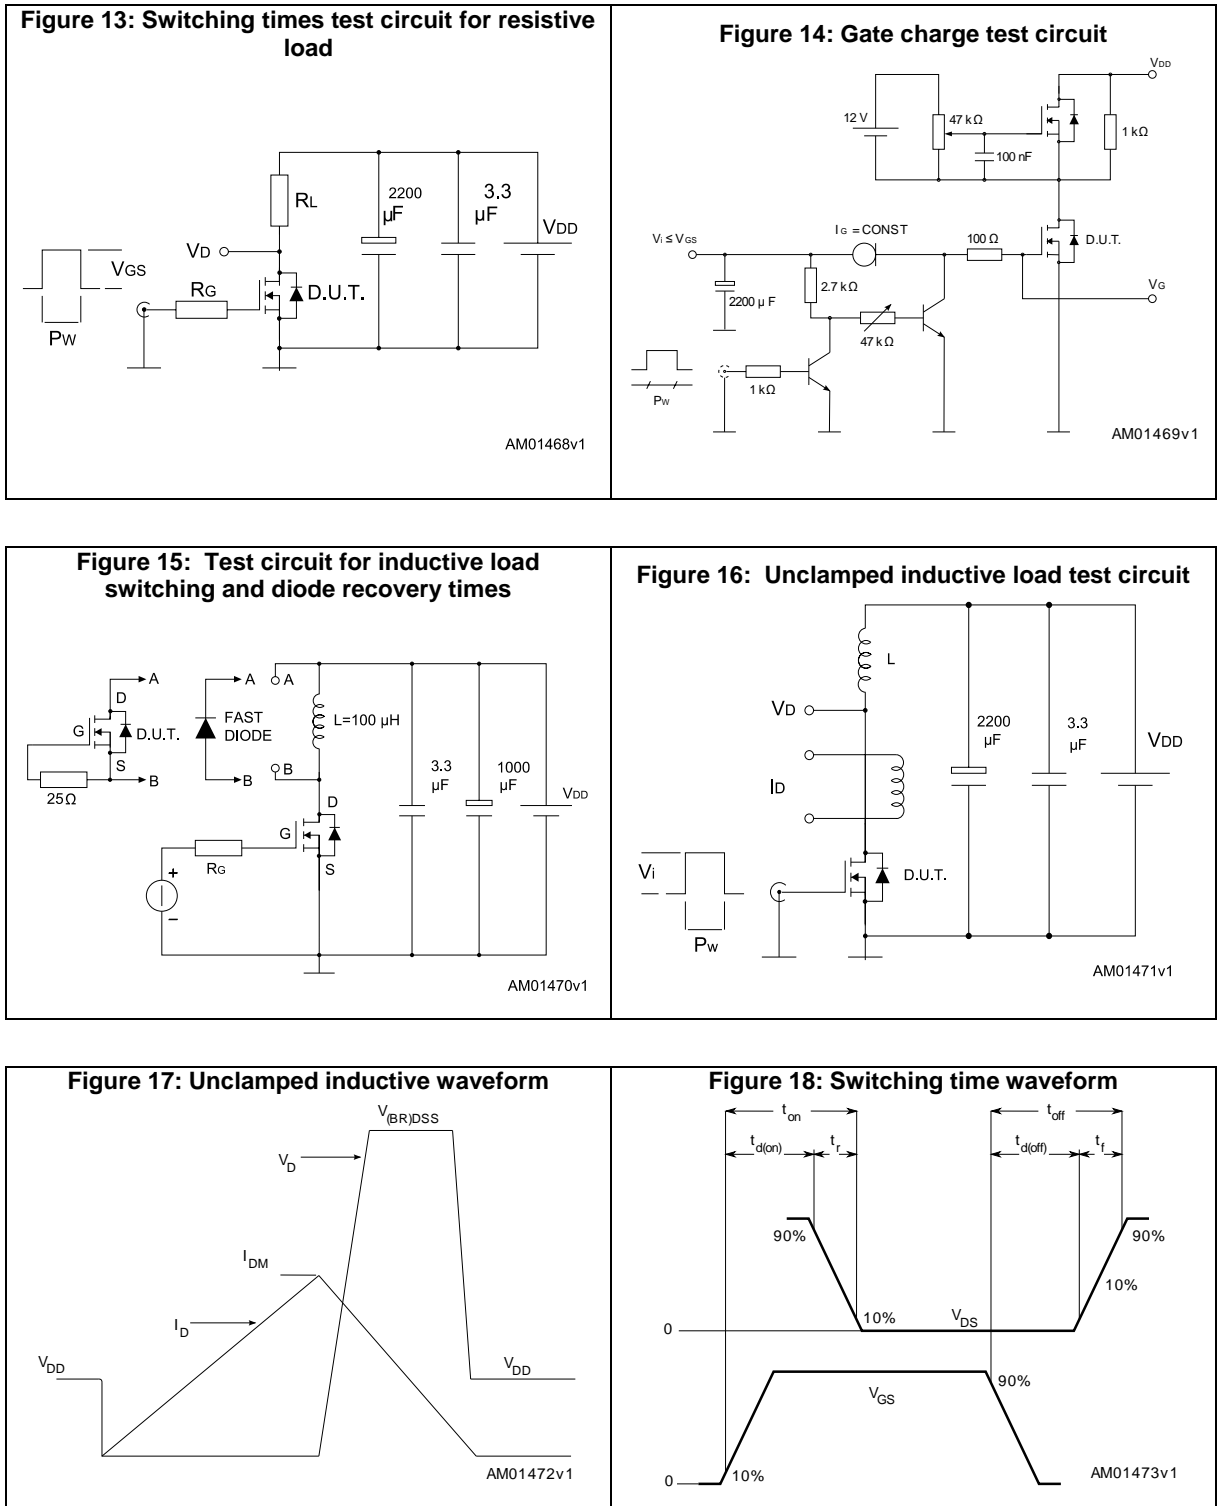 Figure 13: Switching times test circuit for resistive
load
RL
2200
µF
3.3
µF
VDD
VD
VGS
RG
D.U.T.
PW
AM01468v1
Figure 14: Gate charge test circuit
VDD
12 V
47 kΩ
1 kΩ
100 nF
Vi ≤ VGS
IG = CONST
100 Ω
D.U.T.
2.7 kΩ
VG
2200 µ F
47 kΩ
1 kΩ
PW
AM01469v1
Figure 15: Test circuit for inductive load
switching and diode recovery times
A
D
G
D.U.T.
S
B
25Ω
A
FAST
DIODE
B
A
L=100 µH
B
D
3.3
µF
1000
µF
VDD
G
S
RG
+
−
AM01470v1
Figure 16: Unclamped inductive load test circuit
L
VD
2200
µF
3.3
µF
VDD
ID
Vi
D.U.T.
PW
AM01471v1
Figure 17: Unclamped inductive waveform
V(BR)DSS
VD
IDM
ID
VDD
VDD
AM01472v1
Figure 18: Switching time waveform
ton
toff
td(on)
tr
td(off)
tf
90%
90%
10%
10%
0
VDS
90%
VGS
0
10%
AM01473v1